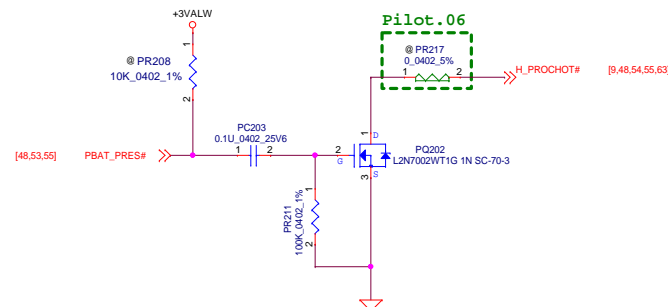 Pilot.06
+3VALW
1
@ PR208
10K_0402_1%
2
@ PR217
0_0402_5%
1
2
H_PROCHOT#
[9,48,54,55,63]
PC203
0.1U_0402_25V6
[48,53,55]
PBAT_PRES#
1
2
2
G
1
D
PQ202
L2N7002WT1G 1N SC-70-3
3
S
1
PR211
100K_0402_1%
2